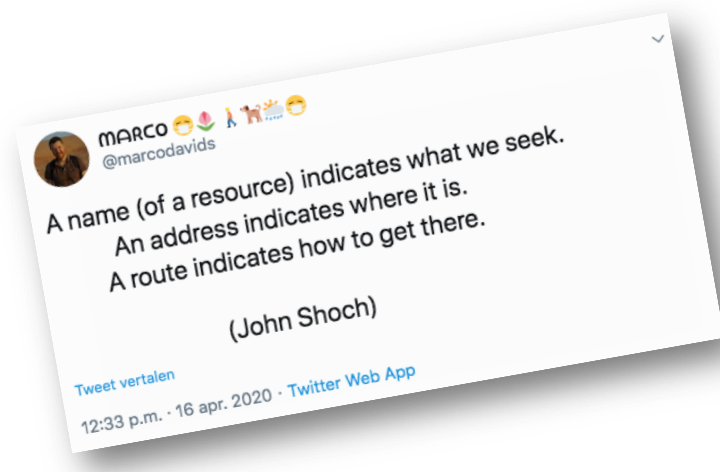 MARCO 😷🌷🚶🐕🌦😷
@marcodavids
A name (of a resource) indicates what we seek.
An address indicates where it is.
A route indicates how to get there.
(John Shoch)
Tweet vertalen
12:33 p.m. · 16 apr. 2020 · Twitter Web App